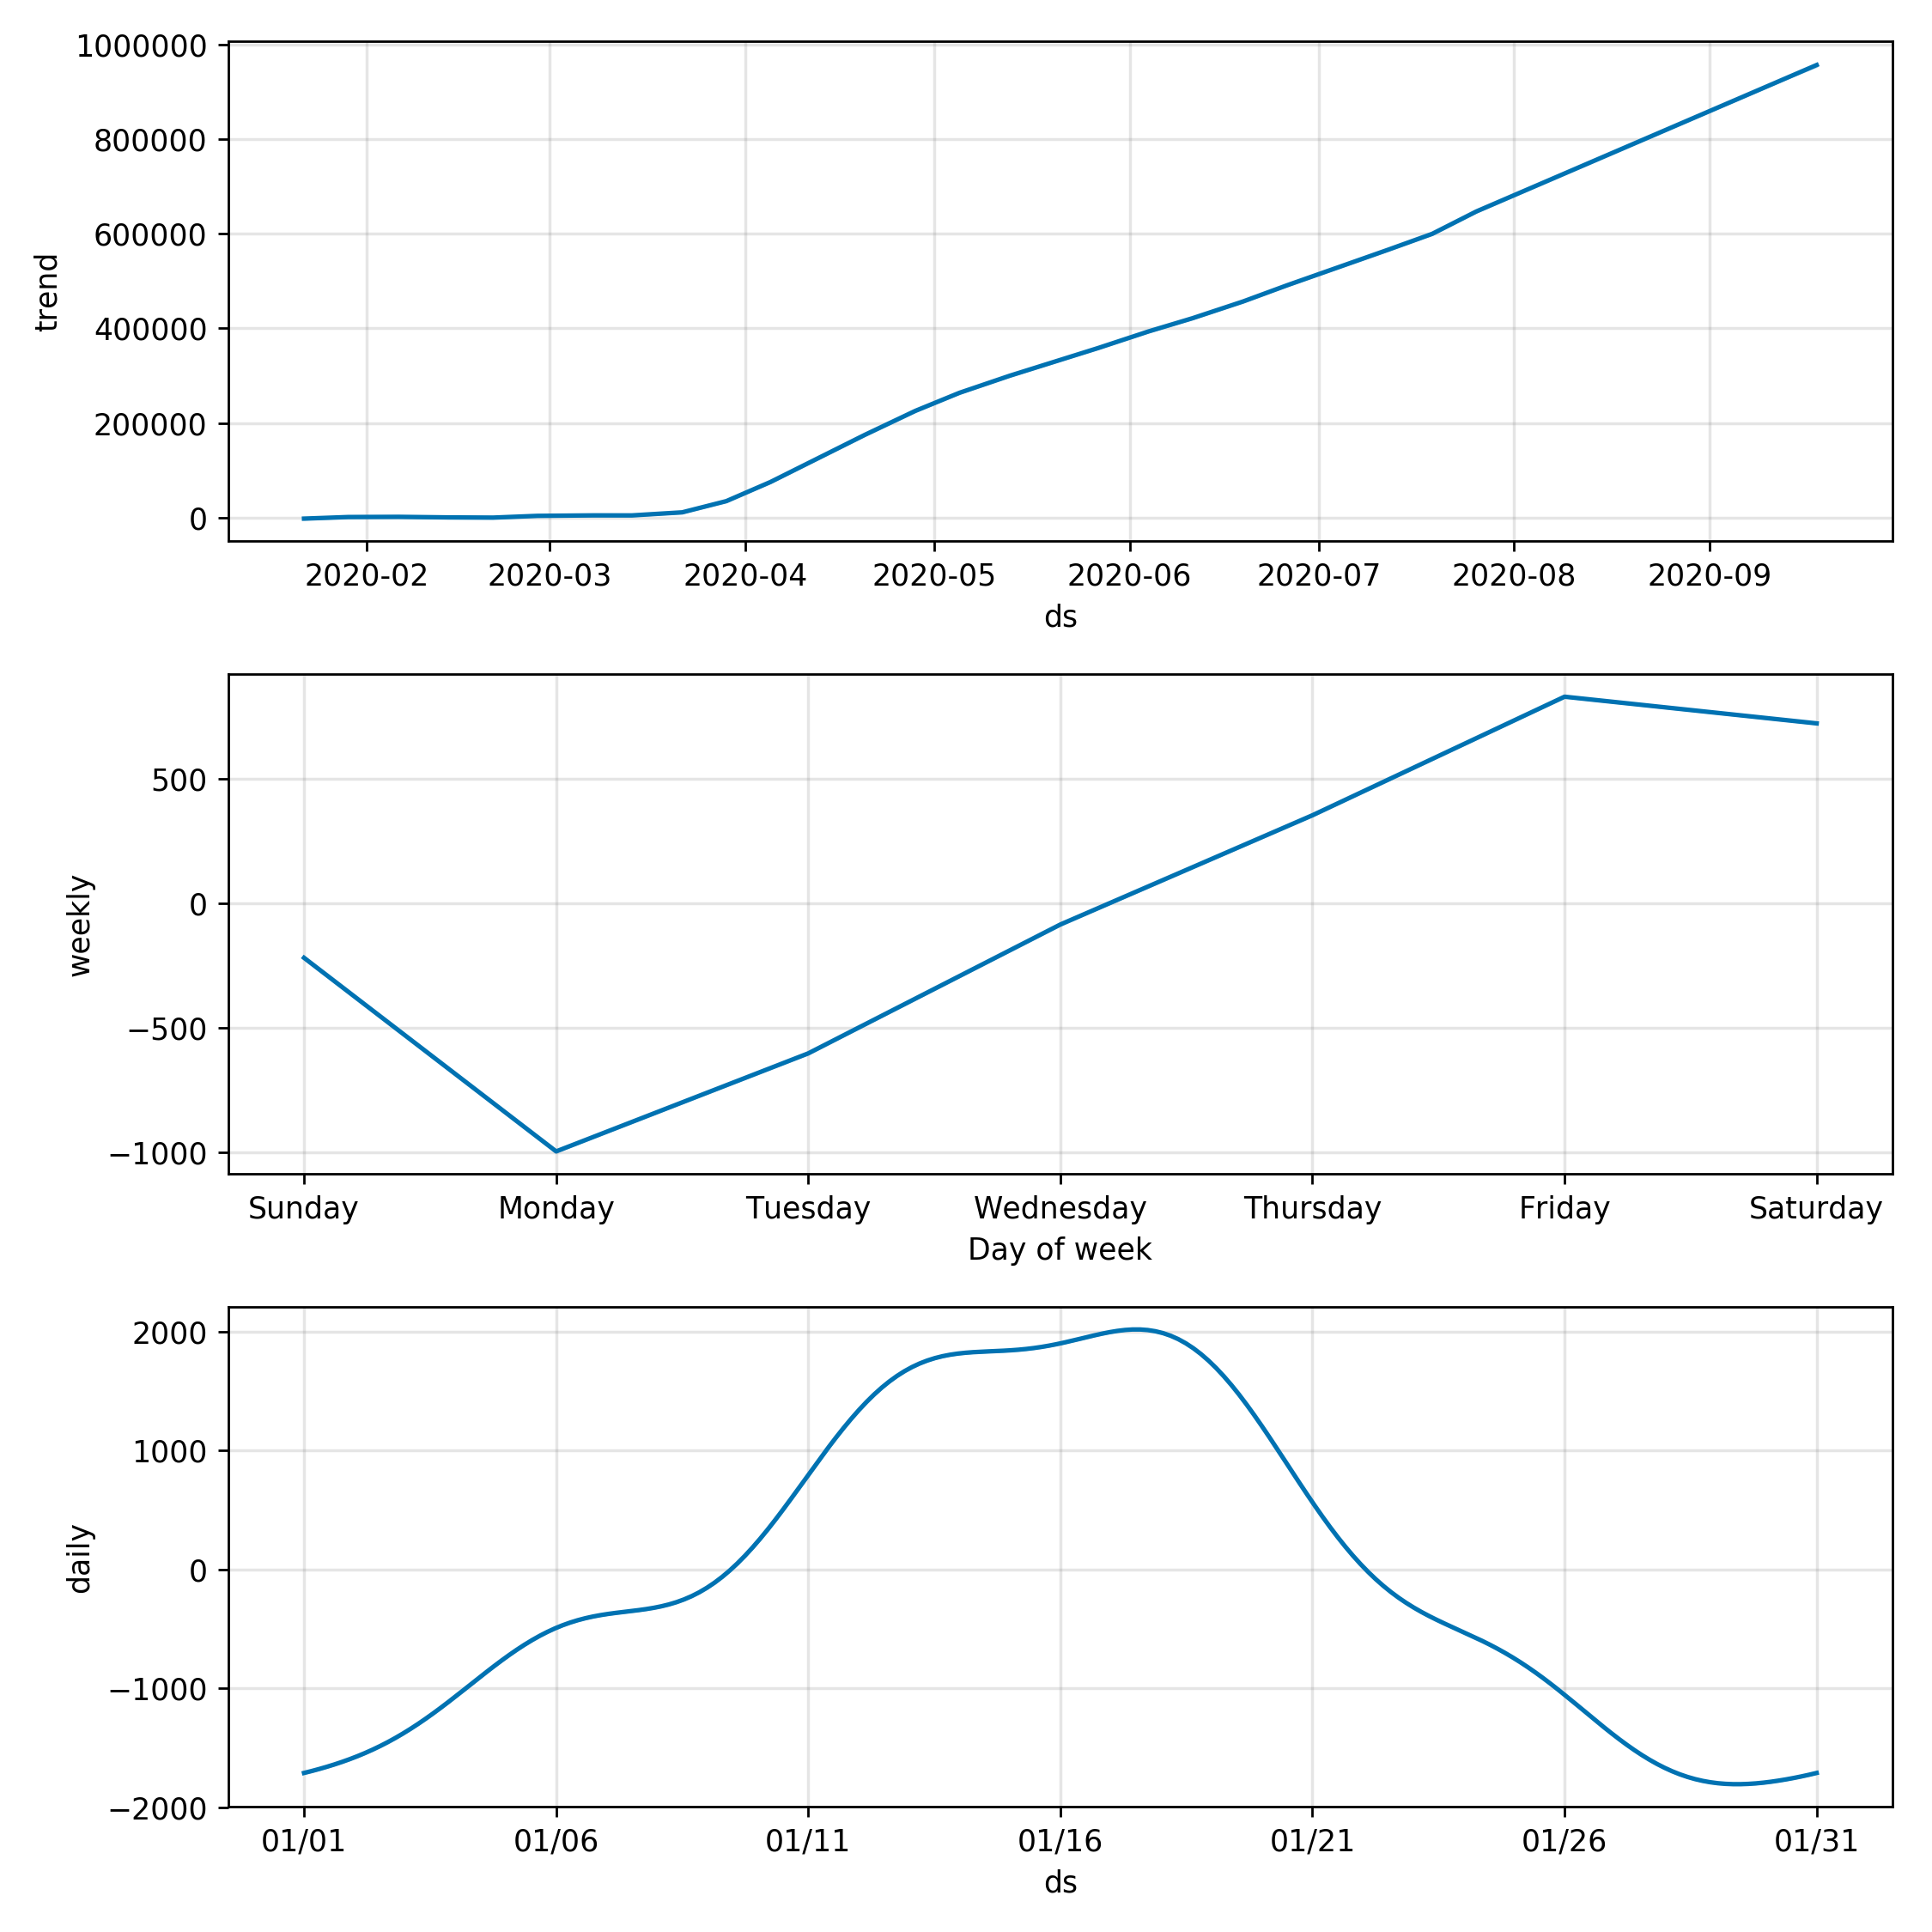 1000000
800000
600000
400000
200000
0
trend
2020-02 2020-03 2020-04 2020-05 2020-06 2020-07 2020-08 2020-09
ds
500
0
−500
−1000
weekly
Sunday Monday Tuesday Wednesday Thursday Friday Saturday
Day of week
2000
1000
0
−1000
−2000
daily
01/01 01/06 01/11 01/16 01/21 01/26 01/31
ds